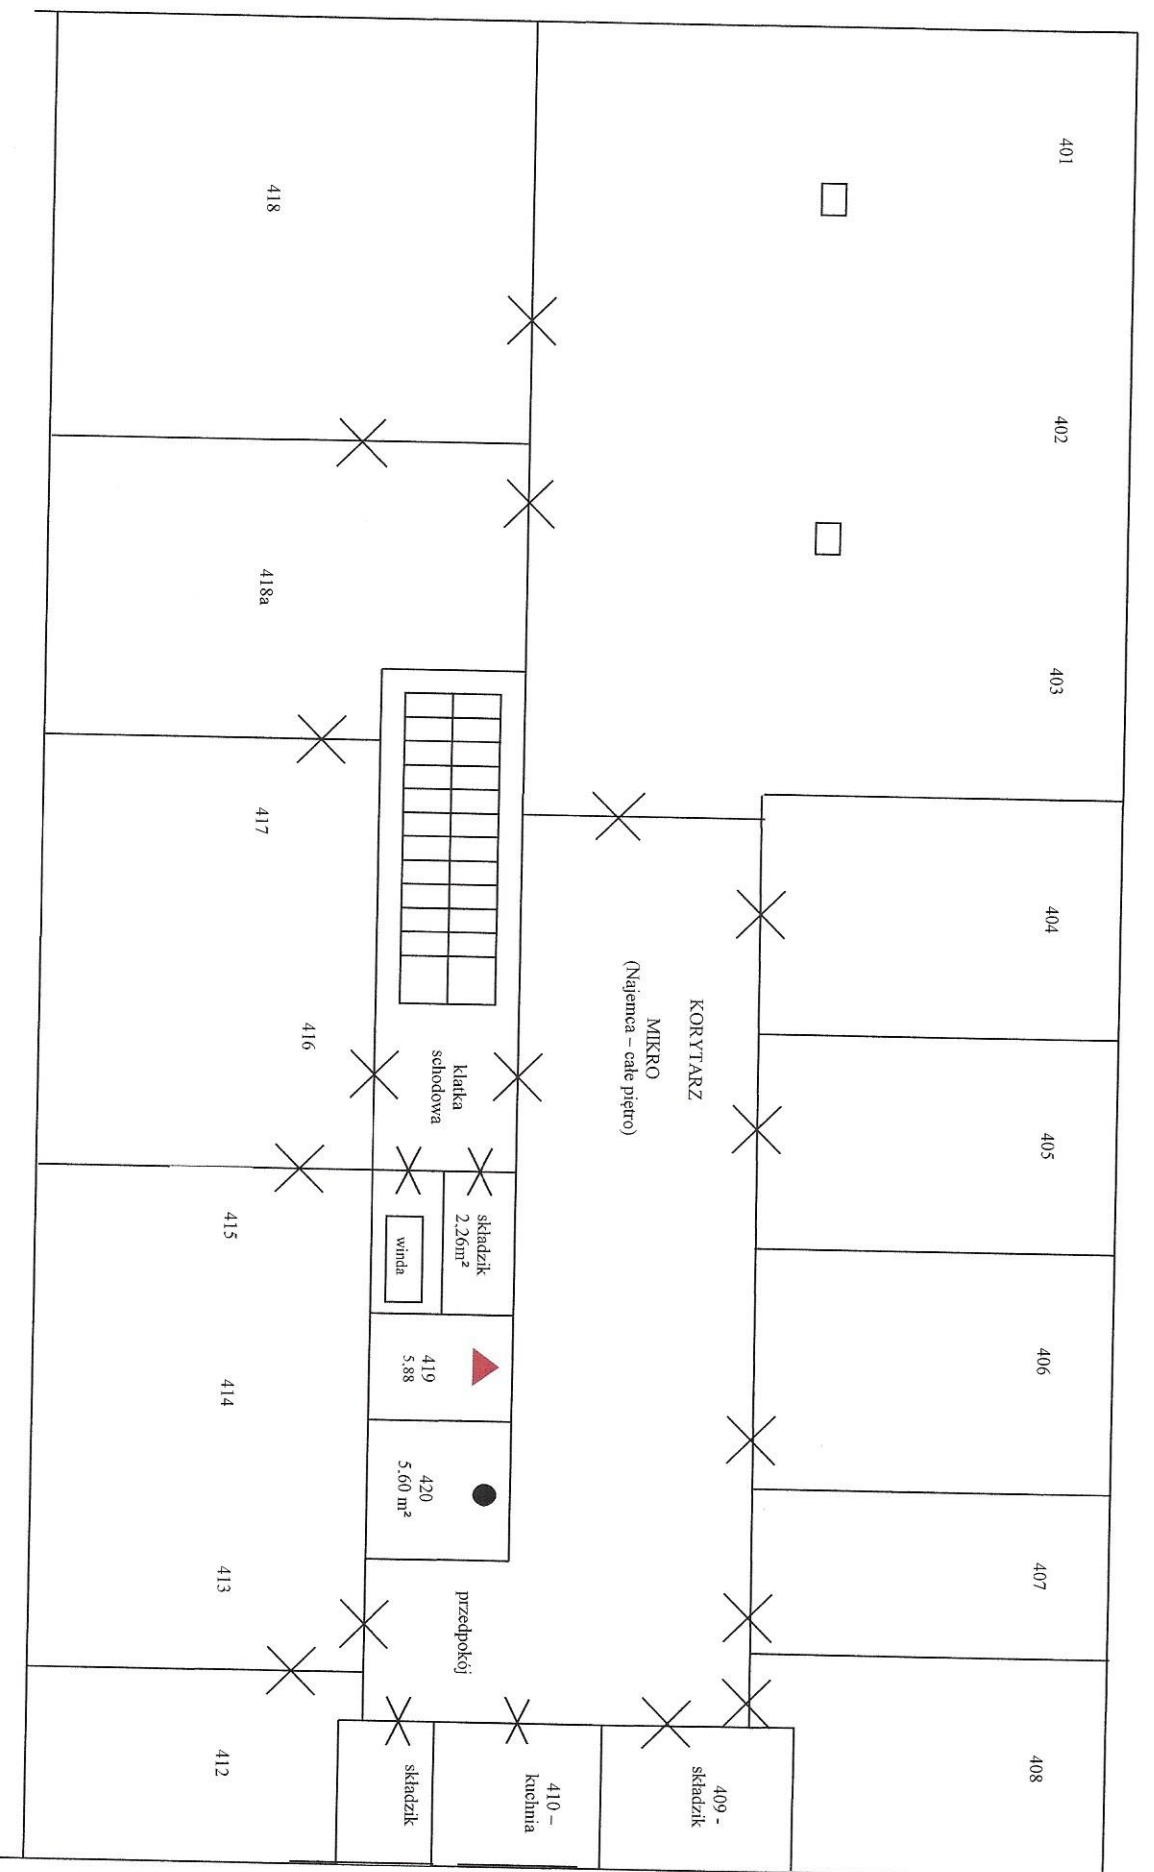 401
402
403
404
405
406
407
408
KORYTARZ
MIKRO
(Najemca – całe piętro)
409 -
składzik
410 –
kuchnia
składzik
przedpokój
klatka
schodowa
składzik
2.26m²
winda
419
5.88
420
5.60 m²
418
418a
417
416
415
414
413
412